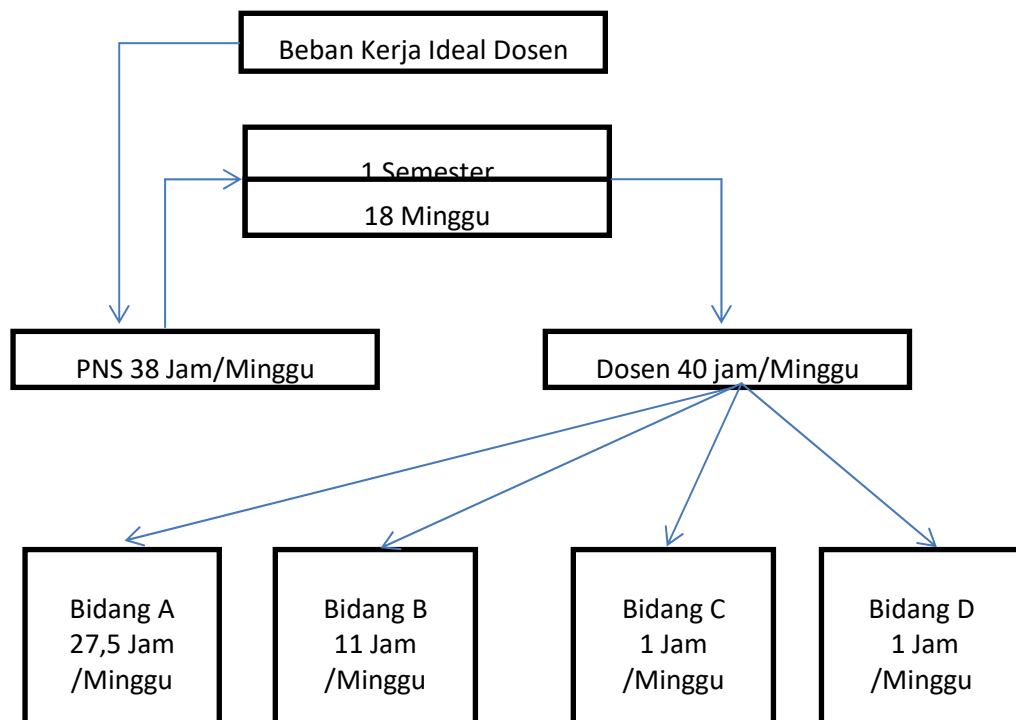 Beban Kerja Ideal Dosen
1 Semester
18 Minggu
PNS 38 Jam/Minggu
Dosen 40 jam/Minggu
Bidang A
27,5 Jam
/Minggu
Bidang B
11 Jam
/Minggu
Bidang C
1 Jam
/Minggu
Bidang D
1 Jam
/Minggu